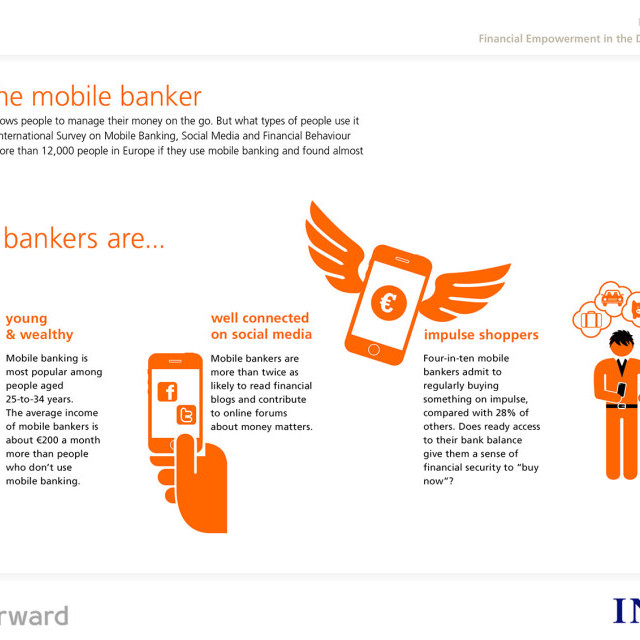 Financial Empowerment in the D
ne mobile banker
ows people to manage their money on the go. But what types of people use it
nternational Survey on Mobile Banking, Social Media and Financial Behaviour
ore than 12,000 people in Europe if they use mobile banking and found almost
bankers are...
young
& wealthy
Mobile banking is
most popular among
people aged
25-to-34 years.
The average income
of mobile bankers is
about €200 a month
more than people
who don’t use
mobile banking.
well connected
on social media
Mobile bankers are
more than twice as
likely to read financial
blogs and contribute
to online forums
about money matters.
impulse shoppers
Four-in-ten mobile
bankers admit to
regularly buying
something on impulse,
compared with 28% of
others. Does ready access
to their bank balance
give them a sense of
financial security to “buy
now”?
€
f
t
rward
IN